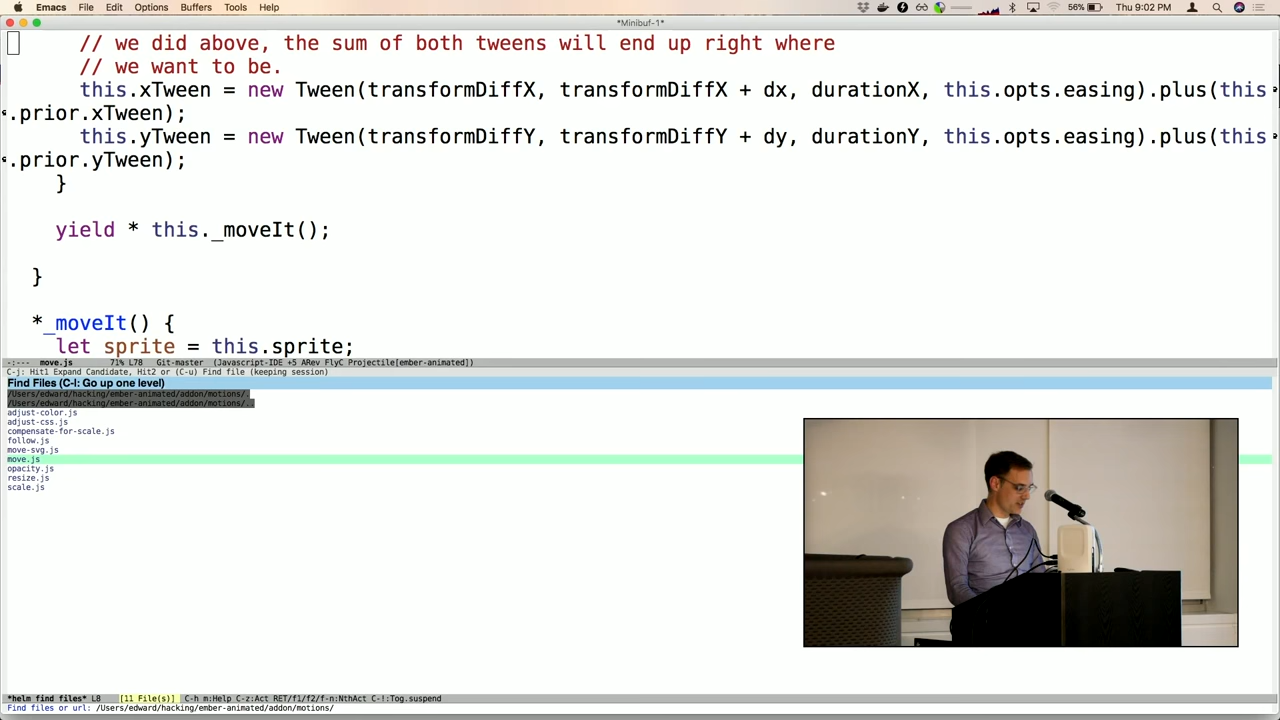 Emacs File Edit Options Buffers Tools Help 56% Thu 9:02 PM
*Minibuf-1*
// we did above, the sum of both tweens will end up right where
// we want to be.
this.xTween = new Tween(transformDiffX, transformDiffX + dx, durationX, this.opts.easing).plus(this
.prior.xTween);
this.yTween = new Tween(transformDiffY, transformDiffY + dy, durationY, this.opts.easing).plus(this
.prior.yTween);
}
yield * this._moveIt();
}
*_moveIt() {
let sprite = this.sprite;
-:--- move.js 71% L78 Git-master (Javascript-IDE +5 ARev FlyC Projectile[ember-animated])
C-j: Hit1 Expand Candidate, Hit2 or (C-u) Find file (keeping session)
Find Files (C-l: Go up one level)
/Users/edward/hacking/ember-animated/addon/motions/.
/Users/edward/hacking/ember-animated/addon/motions/..
adjust-color.js
adjust-css.js
compensate-for-scale.js
follow.js
move-svg.js
move.js
opacity.js
resize.js
scale.js
*helm find files* L8 [11 File(s)] C-h m:Help C-z:Act RET/f1/f2/f-n:NthAct C-!:Tog.suspend
Find files or url: /Users/edward/hacking/ember-animated/addon/motions/